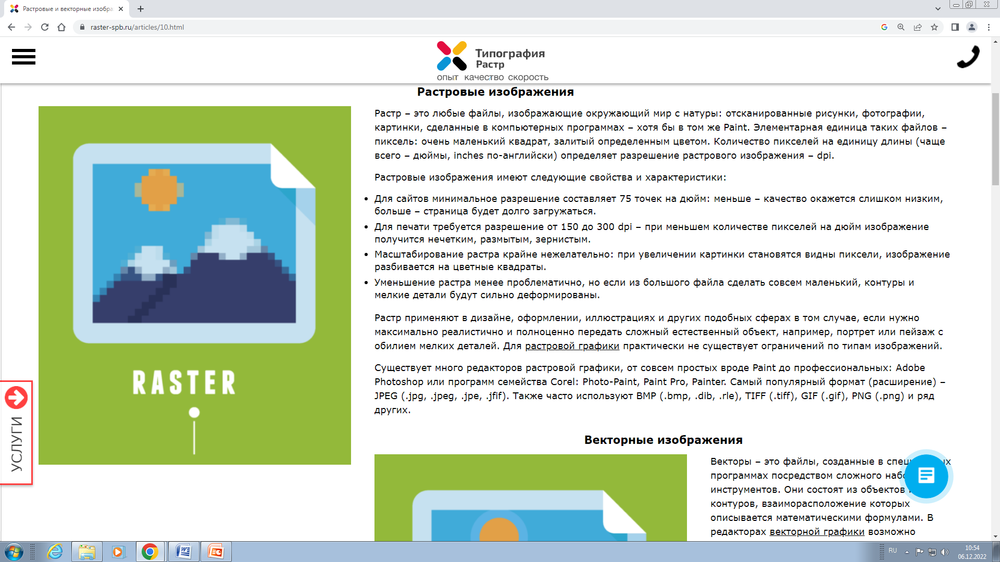 Растровые и векторные изобра
raster-spb.ru/articles/10.html
Типография
Растр
опыт качество скорость
Растровые изображения
Растр – это любые файлы, изображающие окружающий мир с натуры: отсканированные рисунки, фотографии,
картинки, сделанные в компьютерных программах – хотя бы в том же Paint. Элементарная единица таких файлов –
пиксель: очень маленький квадрат, залитый определенным цветом. Количество пикселей на единицу длины (чаще
всего – дюймы, inches по-английски) определяет разрешение растрового изображения – dpi.
Растровые изображения имеют следующие свойства и характеристики:
Для сайтов минимальное разрешение составляет 75 точек на дюйм: меньше – качество окажется слишком низким,
больше – страница будет долго загружаться.
Для печати требуется разрешение от 150 до 300 dpi – при меньшем количестве пикселей на дюйм изображение
получится нечетким, размытым, зернистым.
Масштабирование растра крайне нежелательно: при увеличении картинки становятся видны пиксели, изображение
разбивается на цветные квадраты.
Уменьшение растра менее проблематично, но если из большого файла сделать совсем маленький, контуры и
мелкие детали будут сильно деформированы.
Растр применяют в дизайне, оформлении, иллюстрациях и других подобных сферах в том случае, если нужно
максимально реалистично и полноценно передать сложный естественный объект, например, портрет или пейзаж с
обилием мелких деталей. Для растровой графики практически не существует ограничений по типам изображений.
Существует много редакторов растровой графики, от совсем простых вроде Paint до профессиональных: Adobe
Photoshop или программ семейства Corel: Photo-Paint, Paint Pro, Painter. Самый популярный формат (расширение) –
JPEG (.jpg, .jpeg, .jpe, .jfif). Также часто используют BMP (.bmp, .dib, .rle), TIFF (.tiff), GIF (.gif), PNG (.png) и ряд
других.
RASTER
УСЛУГИ
Векторные изображения
Векторы – это файлы, созданные в
программах посредством сложного
инструментов. Они состоят из объектов
контуров, взаиморасположение которых
описывается математическими формулами. В
редакторах векторной графики возможно
RU
10:54
06.12.2022